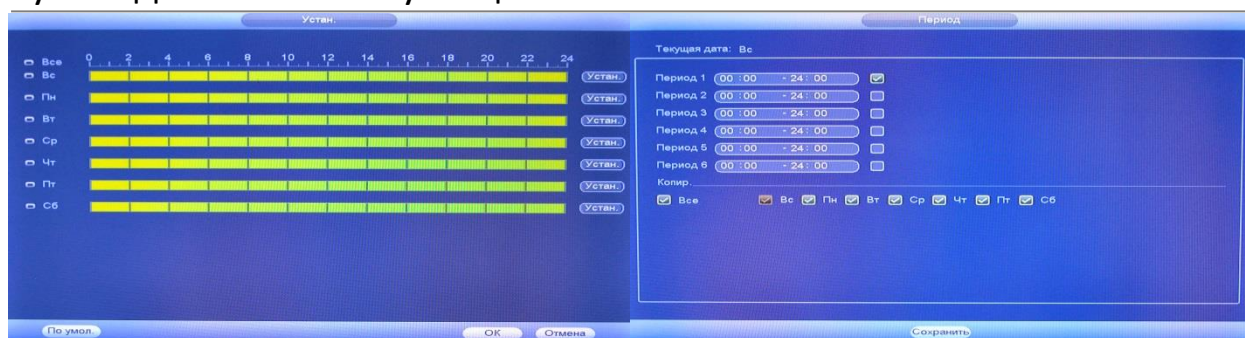 Устан.
Все 0 2 4 6 8 10 12 14 16 18 20 22 24
Вс Устан.
Пн Устан.
Вт Устан.
Ср Устан.
Чт Устан.
Пт Устан.
Сб Устан.
По умол. ОК Отмена
Период
Текущая дата: Вс
Период 1 00 :00 - 24: 00
Период 2 00 :00 - 24: 00
Период 3 00 :00 - 24: 00
Период 4 00 :00 - 24: 00
Период 5 00 :00 - 24: 00
Период 6 00 :00 - 24: 00
Копир.
Все Вс Пн Вт Ср Чт Пт Сб
Сохранить